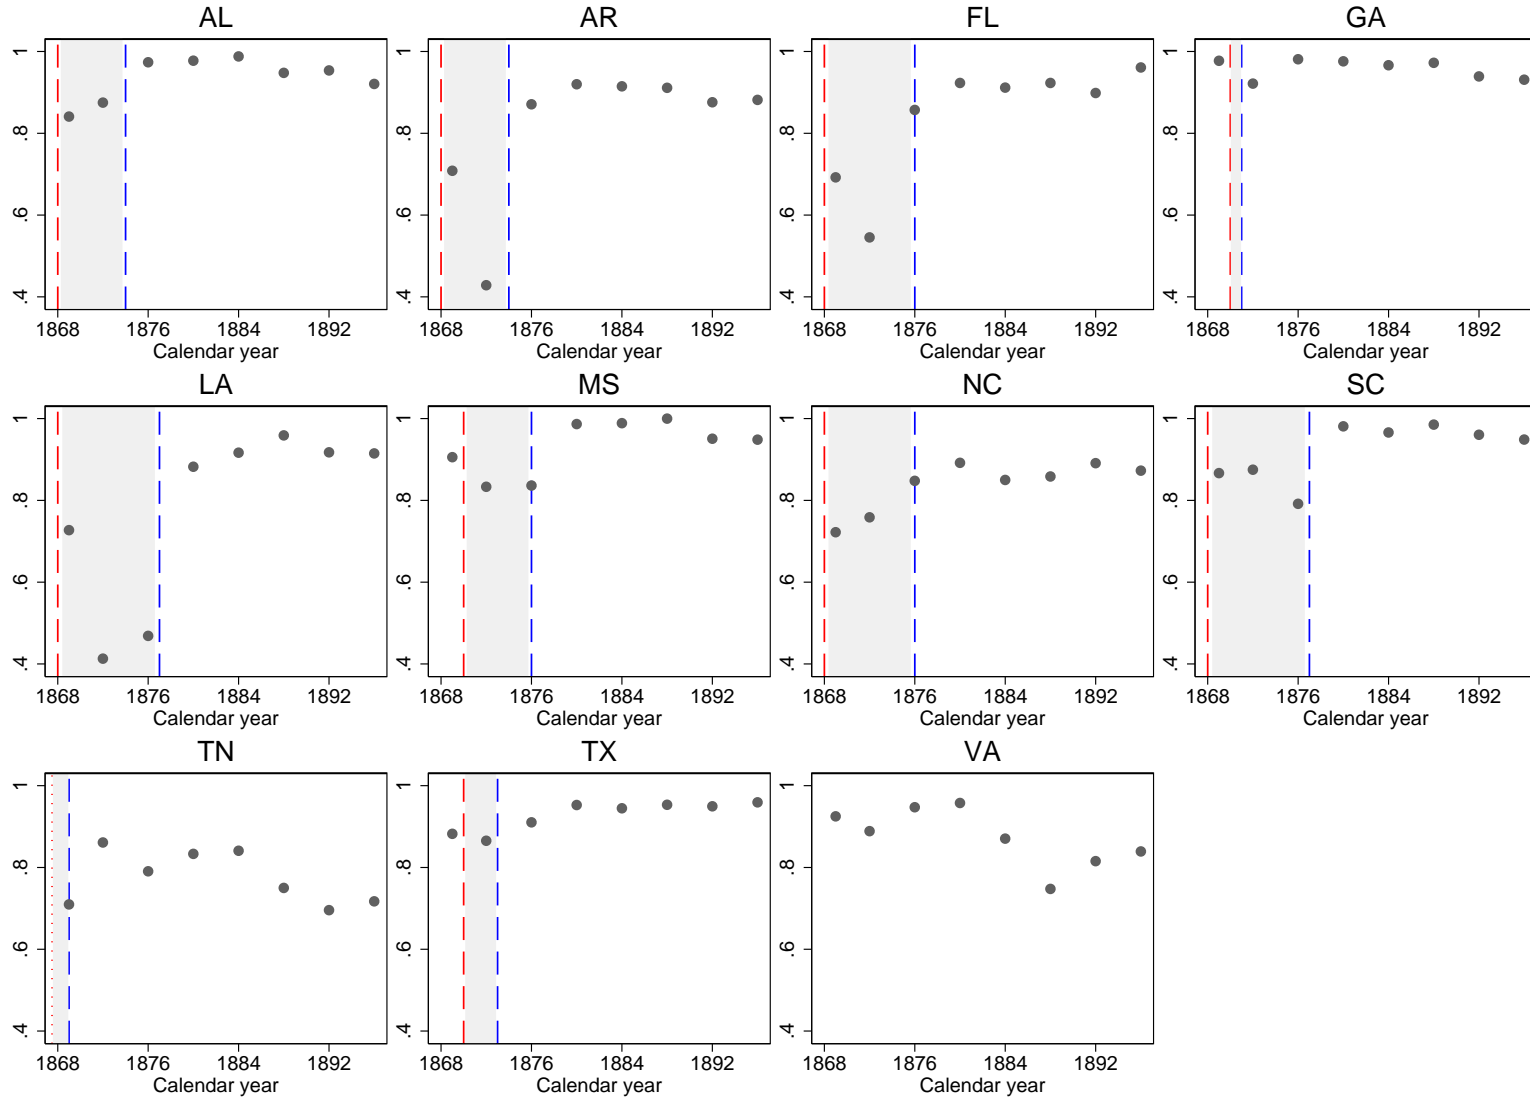 AL AR FL GA
1 1 1 1
.8 .8 .8 .8
.6 .6 .6 .6
.4 .4 .4 .4
1868 1876 1884 1892 1868 1876 1884 1892 1868 1876 1884 1892 1868 1876 1884 1892
Calendar year Calendar year Calendar year Calendar year
LA MS NC SC
1 1 1 1
.8 .8 .8 .8
.6 .6 .6 .6
.4 .4 .4 .4
1868 1876 1884 1892 1868 1876 1884 1892 1868 1876 1884 1892 1868 1876 1884 1892
Calendar year Calendar year Calendar year Calendar year
TN TX VA
1 1 1
.8 .8 .8
.6 .6 .6
.4 .4 .4
1868 1876 1884 1892 1868 1876 1884 1892 1868 1876 1884 1892
Calendar year Calendar year Calendar year